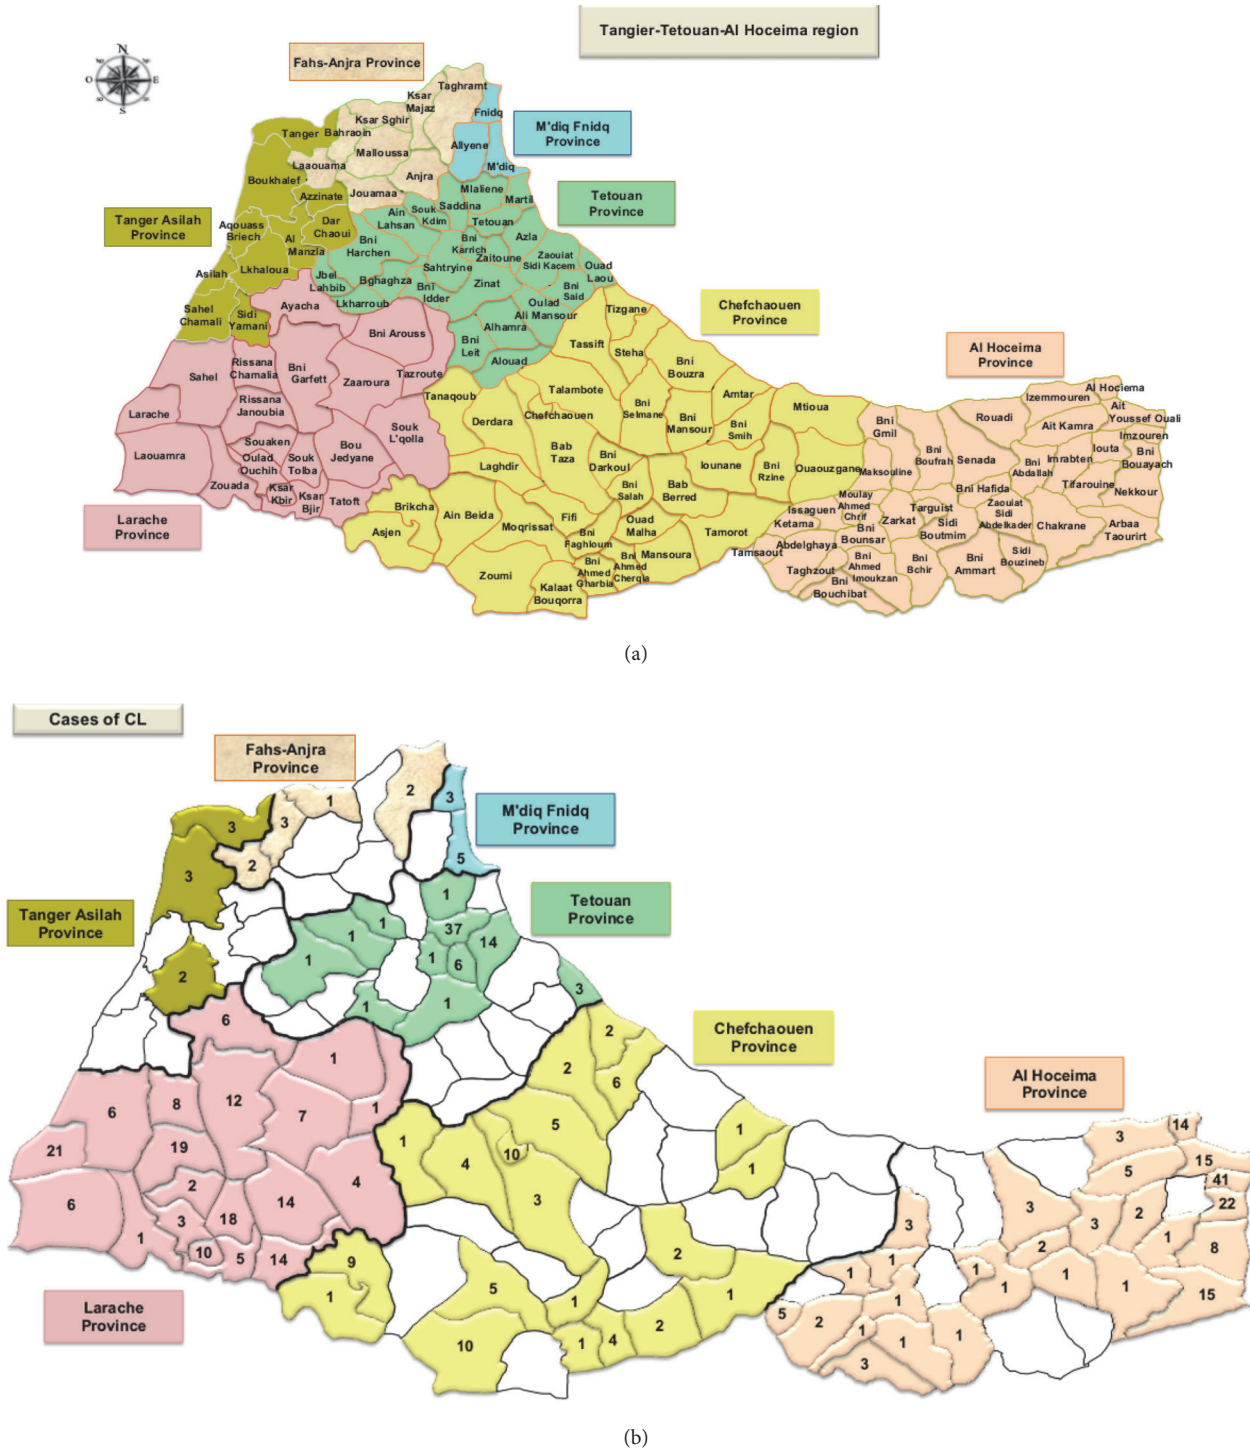 Tangier-Tetouan-Al Hoceima region
N
O
E
S
Fahs-Anjra Province
M'diq Fnidq
Province
Tetouan
Province
Tanger Asilah
Province
Chefchaouen
Province
Al Hoceima
Province
Larache
Province
Taghramt
Ksar
Majaz
Fnidq
Ksar Sghir
Tanger
Bahraoin
Malloussa
Allyene
M'diq
Laaouama
Anjra
Boukhalef
Jouamaa
Azzinate
Mlaliene
Martil
Ain
Lahsan
Souk
Kdim
Saddina
Tetouan
Dar
Chaoui
Aqouass
Briech
Al
Manzla
Bni
Harchen
Bni
Karrich
Azla
Zaitoune
Zaouiat
Sidi Kacem
Ouad
Laou
Asilah
Lkhaloua
Jbel
Lahbib
Bghaghza
Sahtryine
Zinat
Bni
Idder
Bni
Said
Lkharroub
Oulad
Ali Mansour
Sahel
Chamali
Sidi
Yamani
Ayacha
Bni Arouss
Alhamra
Bni
Leit
Alouad
Tizgane
Tassift
Steha
Bni
Bouzra
Sahel
Rissana
Chamalia
Bni
Garfett
Zaaroura
Tazroute
Tanaqoub
Talambote
Amtar
Mtioua
Larache
Rissana
Janoubia
Derdara
Chefchaouen
Bni
Selmane
Bni
Mansour
Bni
Smih
Souk
L'qolla
Laouamra
Souaken
Oulad
Ouchih
Souk
Tolba
Bou
Jedyane
Laghdir
Bab
Taza
Bni
Darkoul
Iounane
Bni
Rzine
Ouaouzgane
Zouada
Ksar
Kbir
Ksar
Bjir
Tatoft
Brikcha
Ain Beida
Moqrissat
Fifi
Bni
Salah
Bab
Berred
Asjen
Bni
Faghloum
Ouad
Malha
Tamorot
Zoumi
Kalaat
Bouqorra
Bni
Ahmed
Gharbia
Bni
Ahmed
Cherqia
Mansoura
Al Hociema
Izemmouren
Ait
Youssef Ouali
Rouadi
Bni
Gmil
Ait Kamra
Imzouren
Bni
Boufrah
Senada
Bni
Abdallah
Imrabten
Iouta
Bni
Bouayach
Maksouline
Bni Hafida
Tifarouine
Nekkour
Issaguen
Ketama
Moulay
Ahmed
Chrif
Targuist
Zarkat
Zaouiat
Sidi
Abdelkader
Chakrane
Arbaa
Taourirt
Tamsaout
Abdelghaya
Bni
Bounsar
Sidi
Boutmim
Taghzout
Bni
Ahmed
Imoukzan
Bni
Bchir
Bni
Ammart
Sidi
Bouzineb
Bni
Bouchibat
(a)
Cases of CL
Fahs-Anjra
Province
M'diq Fnidq
Province
Tanger Asilah
Province
Tetouan
Province
Chefchaouen
Province
Al Hoceima
Province
Larache
Province
3
3
2
1
3
2
2
3
5
1
1
1
37
14
1
1
6
1
1
3
6
1
6
8
12
7
1
21
19
4
6
2
14
3
18
1
10
5
14
2
2
6
5
1
4
10
3
1
1
9
1
5
2
10
1
1
1
4
2
14
3
15
5
41
22
3
3
3
2
2
1
8
1
1
1
1
1
1
15
5
2
1
1
1
1
3
(b)